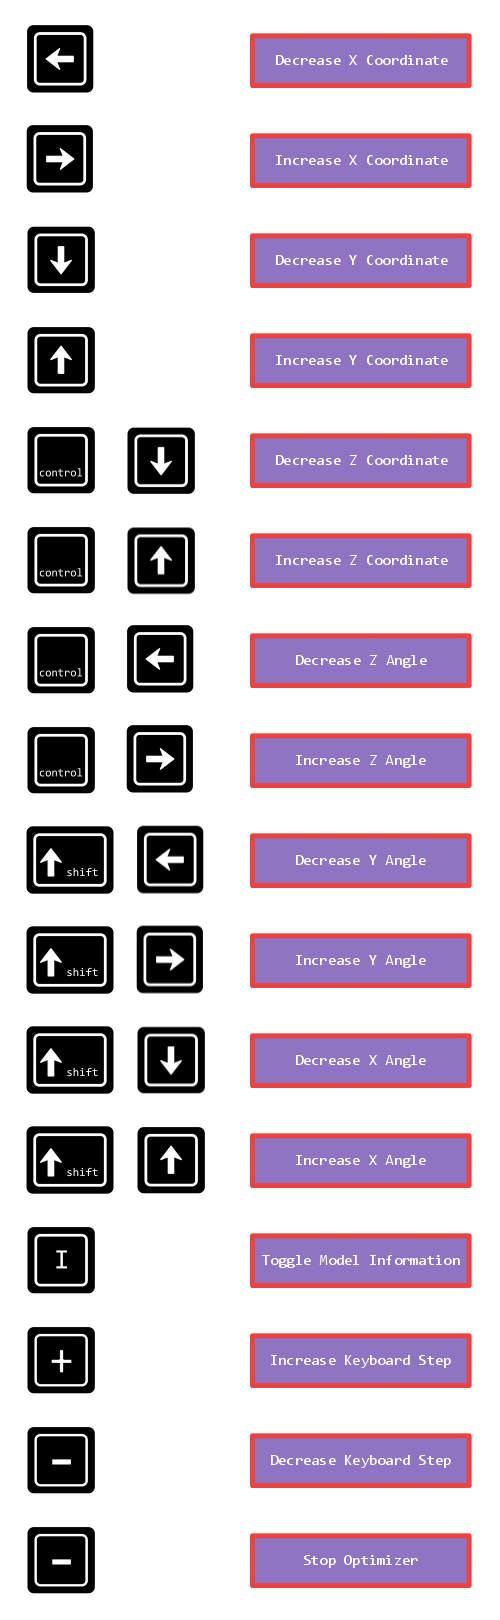 ← Decrease X Coordinate
→ Increase X Coordinate
↓ Decrease Y Coordinate
↑ Increase Y Coordinate
control ↓ Decrease Z Coordinate
control ↑ Increase Z Coordinate
control ← Decrease Z Angle
control → Increase Z Angle
↑ shift ← Decrease Y Angle
↑ shift → Increase Y Angle
↑ shift ↓ Decrease X Angle
↑ shift ↑ Increase X Angle
I Toggle Model Information
+ Increase Keyboard Step
- Decrease Keyboard Step
- Stop Optimizer